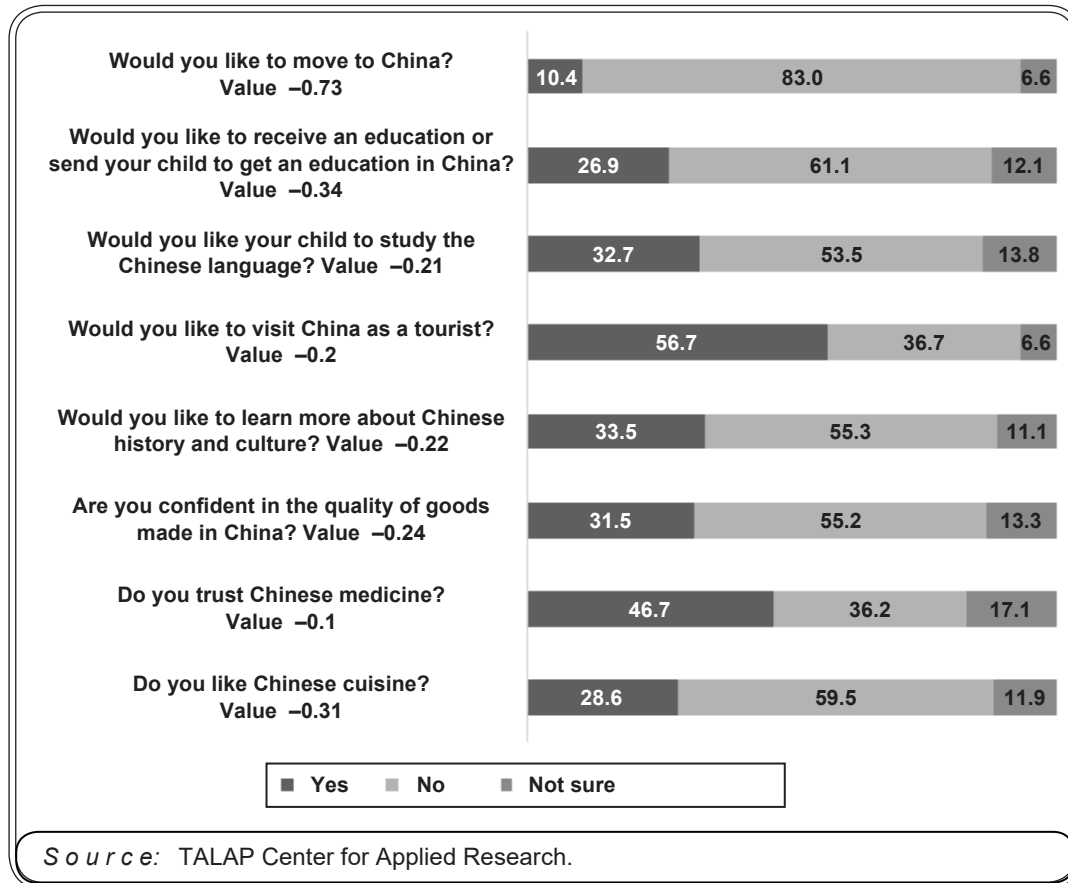 Would you like to move to China?
Value –0.73
10.4 83.0 6.6
Would you like to receive an education or
send your child to get an education in China?
Value –0.34
26.9 61.1 12.1
Would you like your child to study the
Chinese language? Value –0.21
32.7 53.5 13.8
Would you like to visit China as a tourist?
Value –0.2
56.7 36.7 6.6
Would you like to learn more about Chinese
history and culture? Value –0.22
33.5 55.3 11.1
Are you confident in the quality of goods
made in China? Value –0.24
31.5 55.2 13.3
Do you trust Chinese medicine?
Value –0.1
46.7 36.2 17.1
Do you like Chinese cuisine?
Value –0.31
28.6 59.5 11.9
Yes No Not sure
Source: TALAP Center for Applied Research.